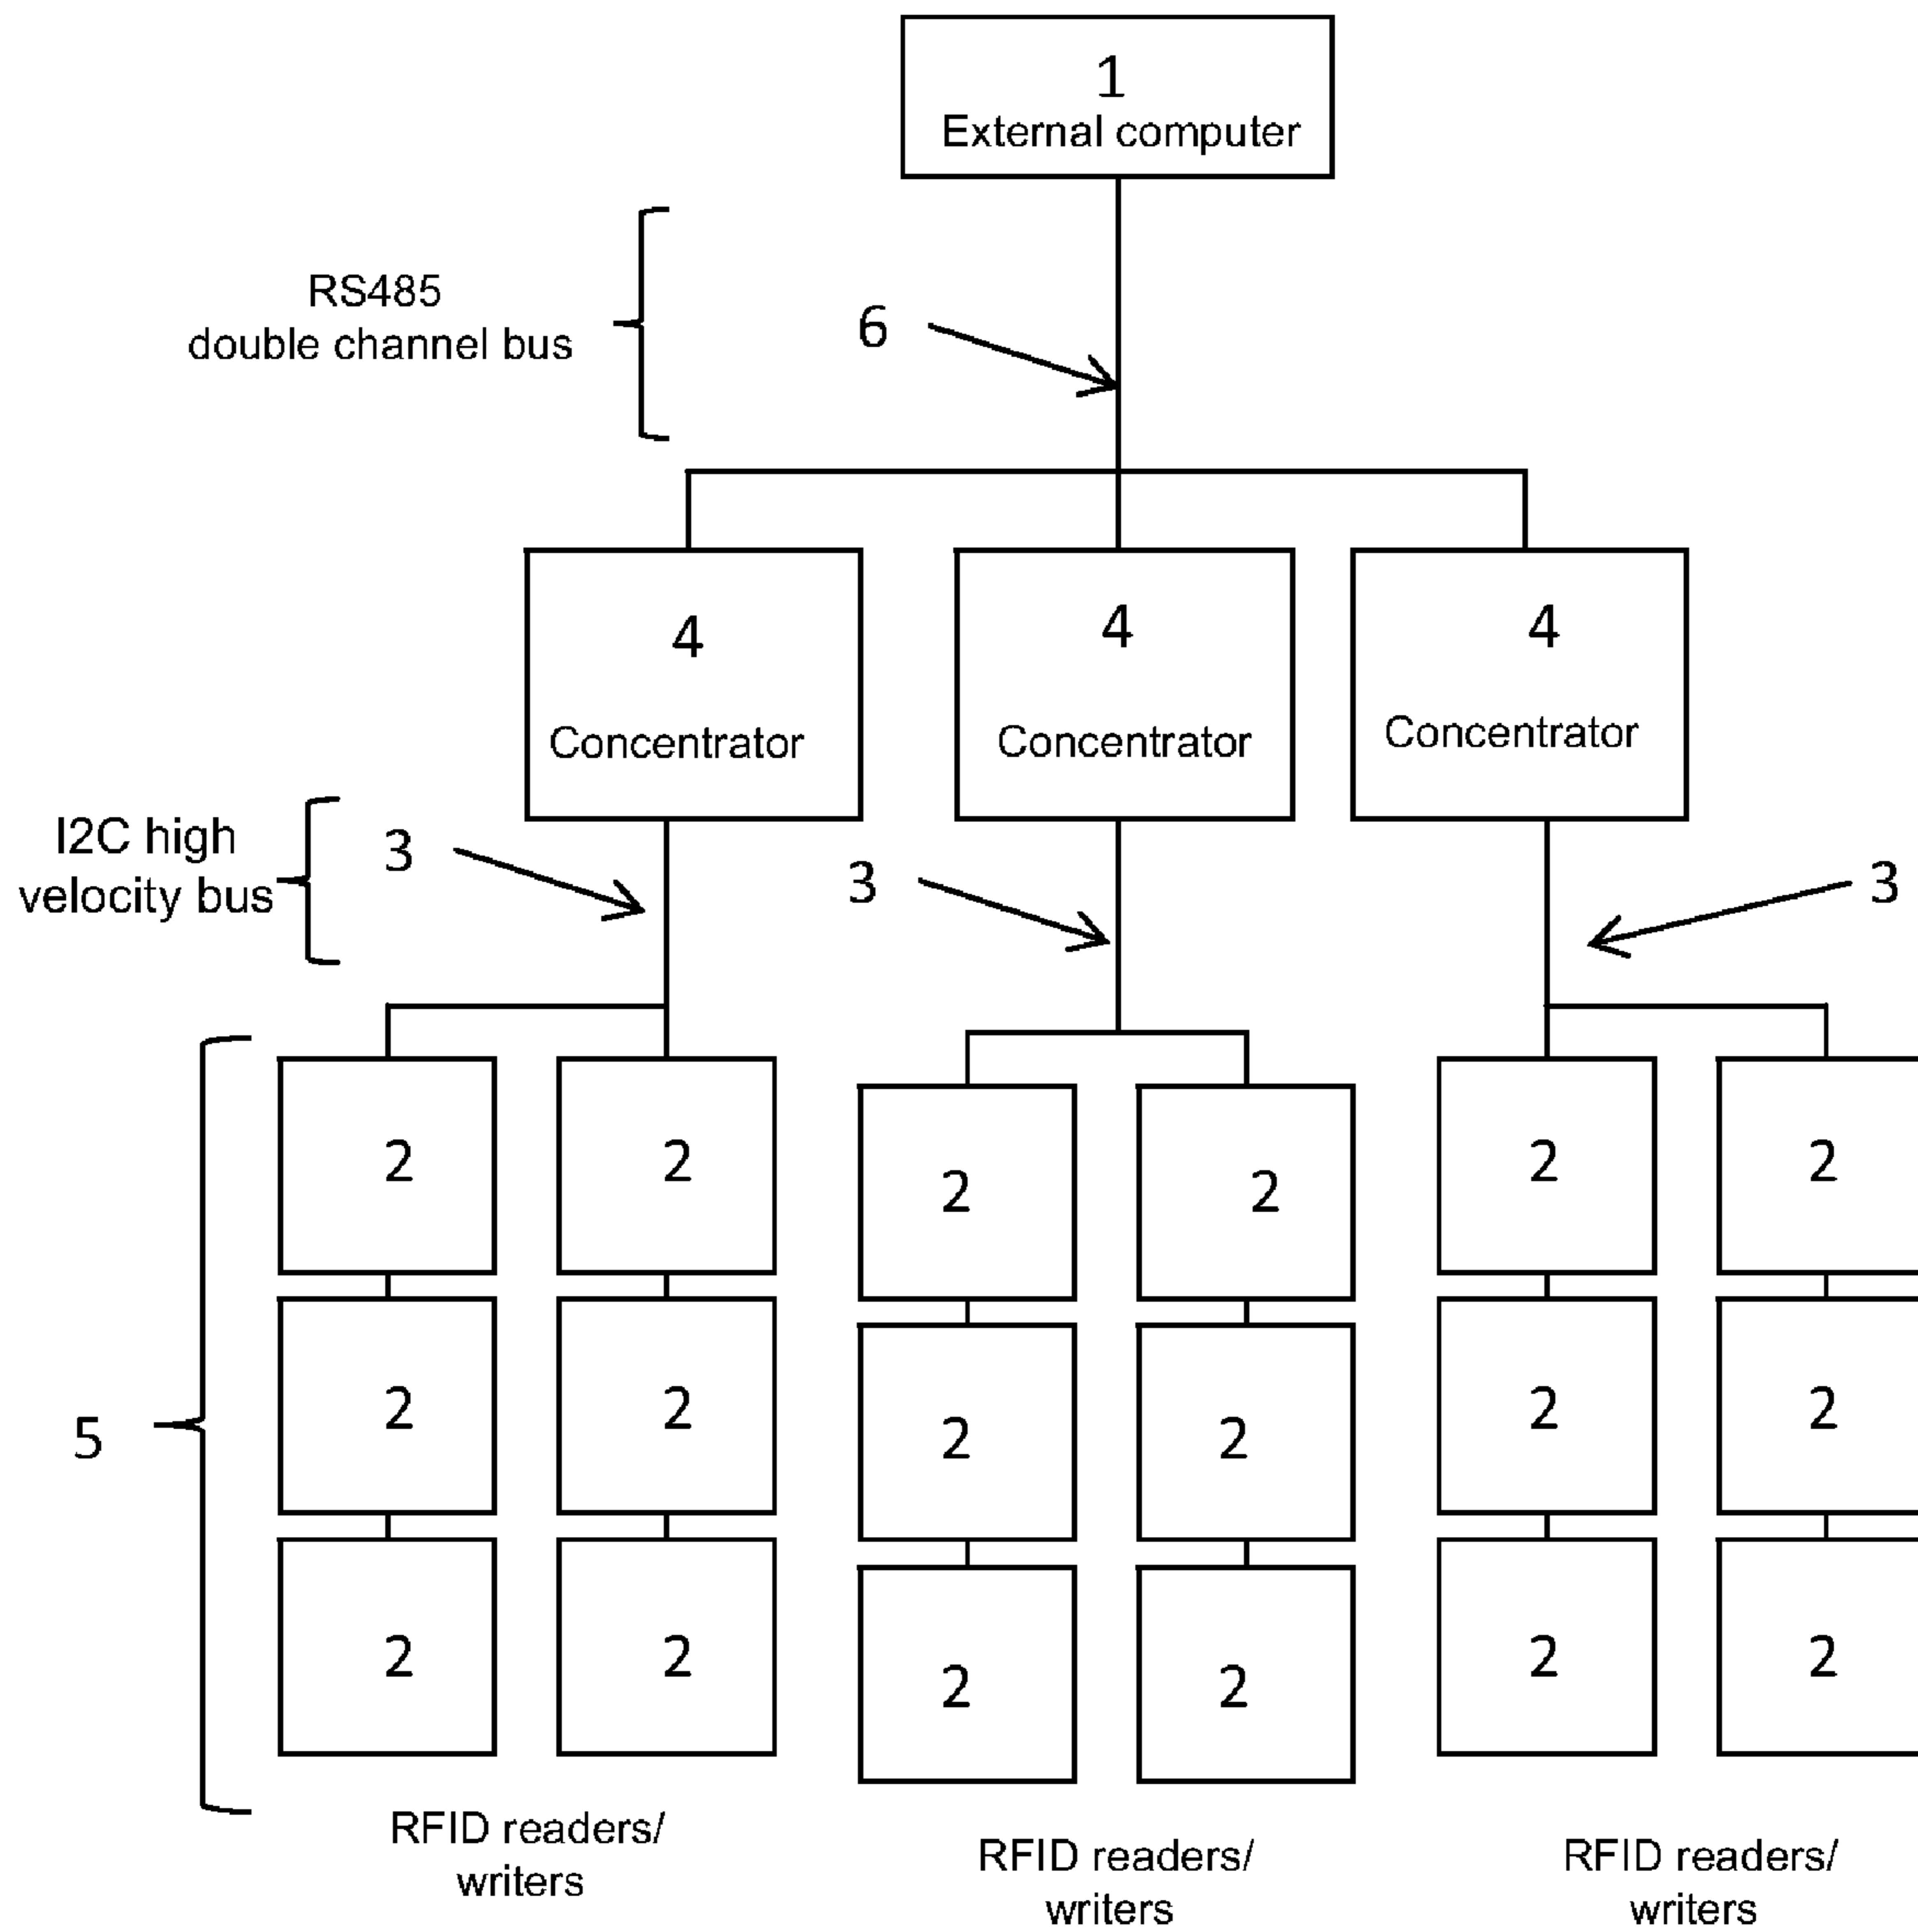 1
External computer
RS485
double channel bus
6
4
4
4
Concentrator
Concentrator
Concentrator
I2C high
velocity bus
3
3
3
2
2
2
2
2
2
5
2
2
2
2
2
2
2
2
2
2
2
2
RFID readers/
writers
RFID readers/
writers
RFID readers/
writers